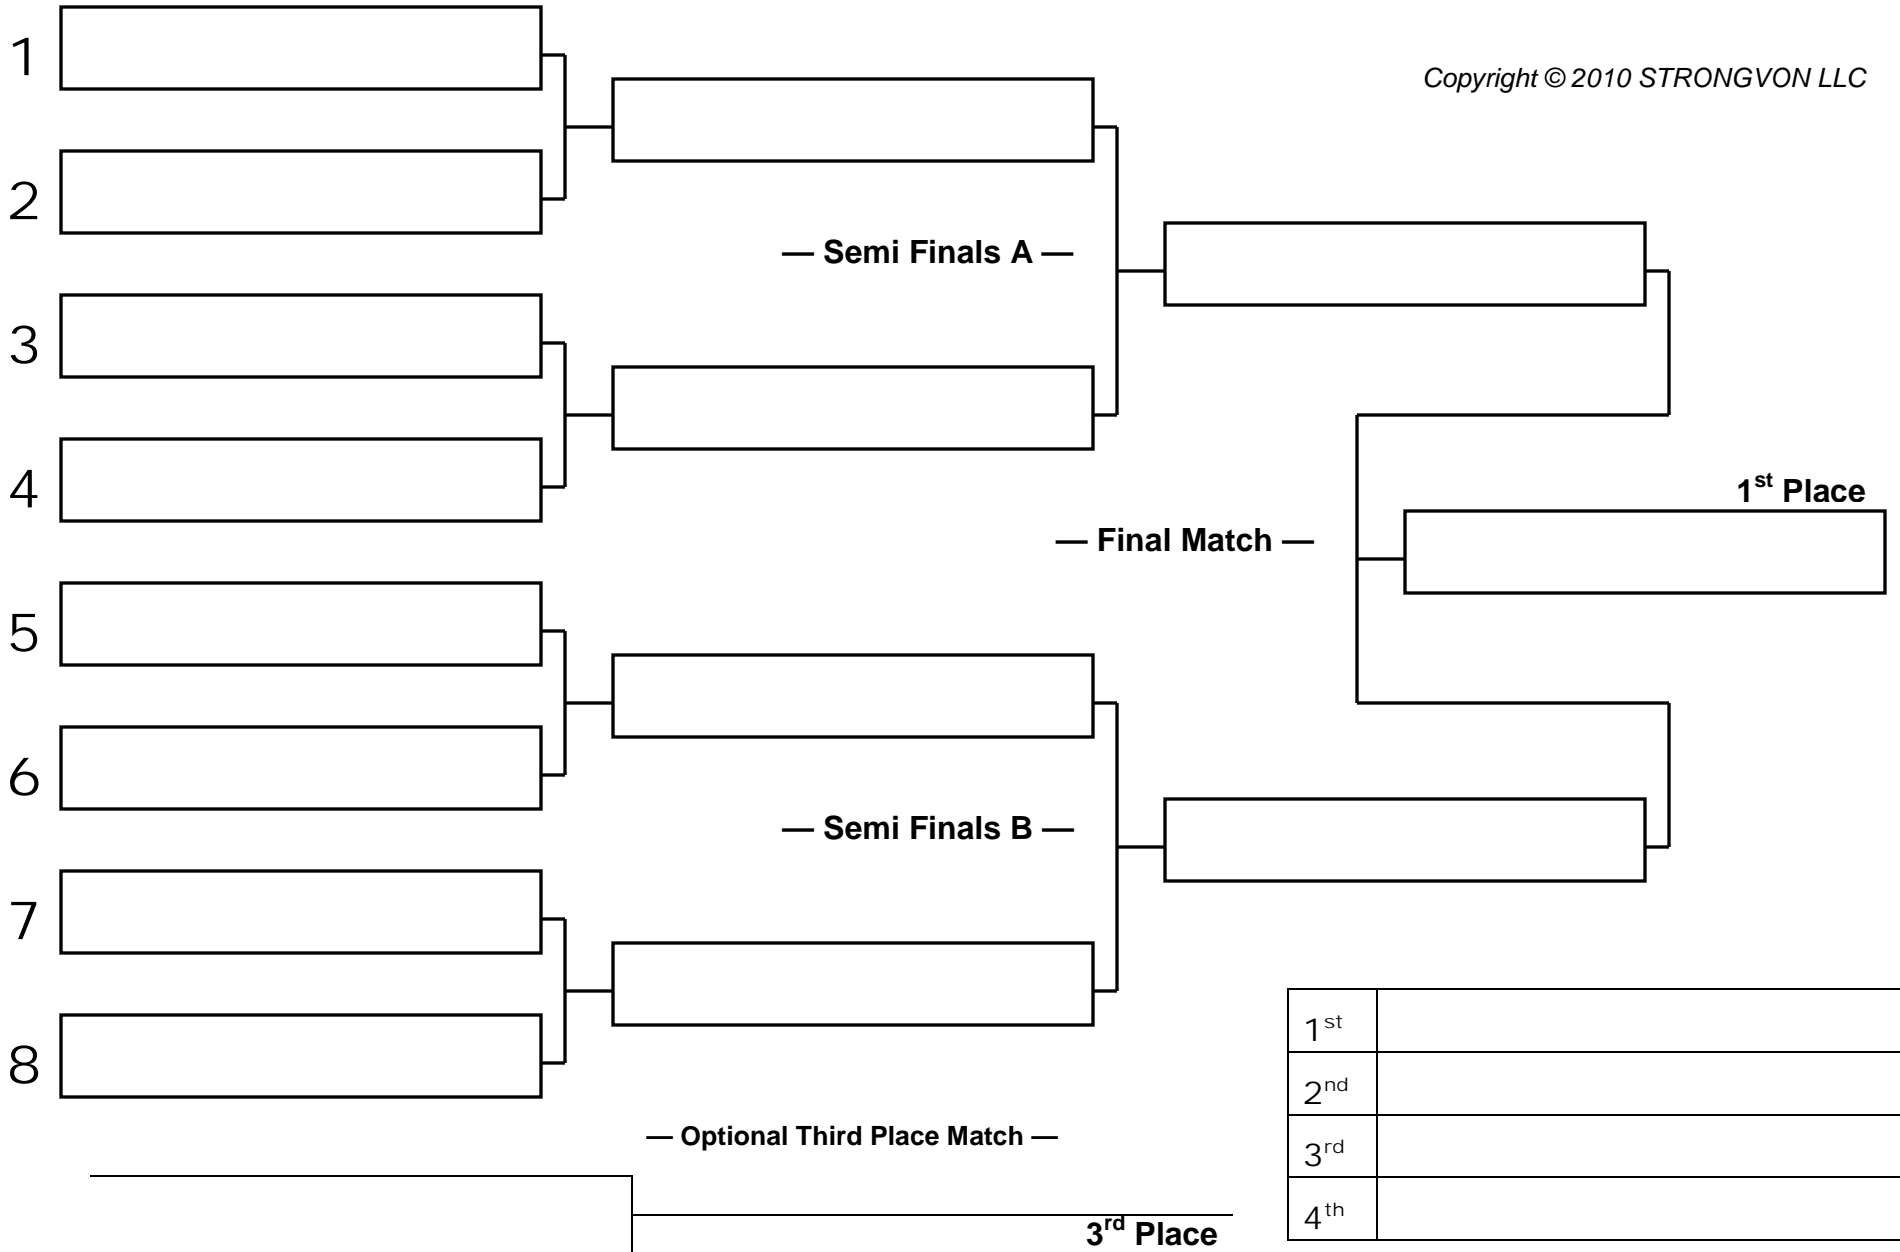 1
Copyright © 2010 STRONGVON LLC
2
— Semi Finals A —
3
4
1st Place
— Final Match —
5
6
— Semi Finals B —
7
8
1st
2nd
— Optional Third Place Match —
3rd
4th
3rd Place